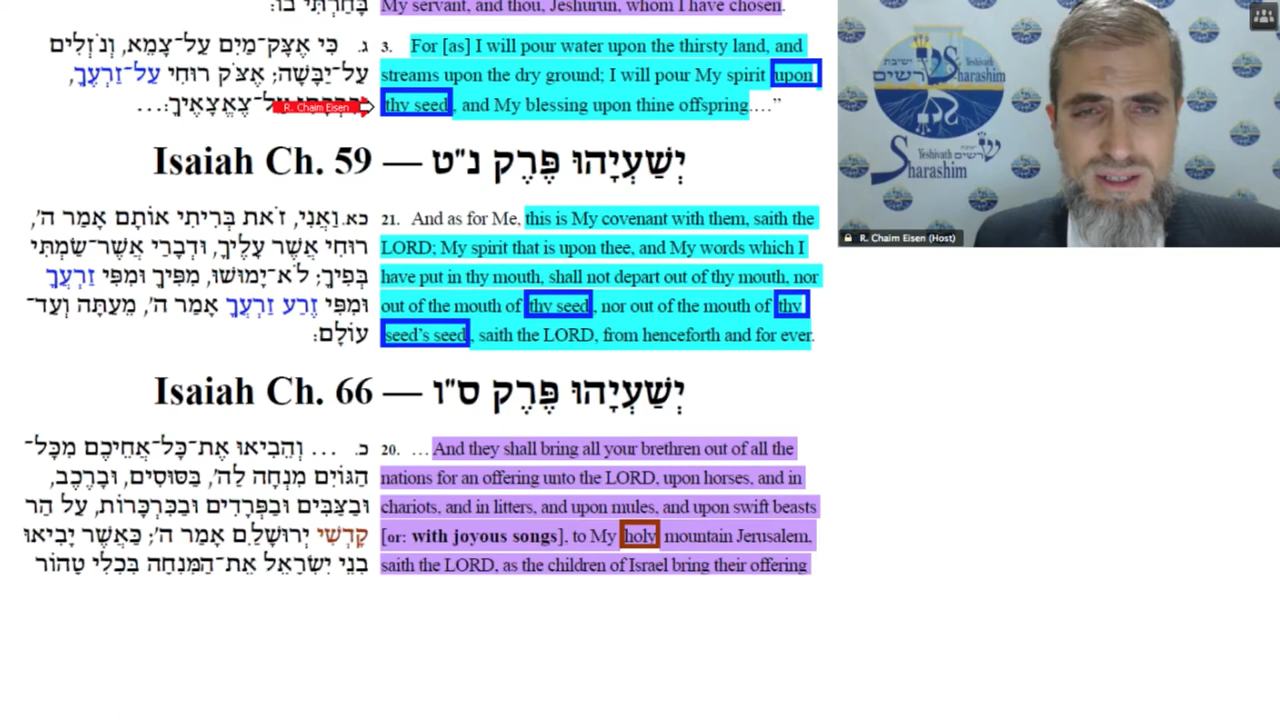 בָּחַרְתִּי בוֹ:
My servant, and thou, Jeshurun, whom I have chosen.
ג. כִּי אֶצָּק־מַיִם עַל־צָמֵא, וְנֹזְלִים
עַל־יַבָּשָׁה; אֶצֹּק רוּחִי עַל־זַרְעֶךָ,
עַל־צֶאֱצָאֶיךָ:...
R. Chaim Eisen
3. For [as] I will pour water upon the thirsty land, and
streams upon the dry ground; I will pour My spirit upon
thy seed, and My blessing upon thine offspring....”
Isaiah Ch. 59 — יְשַׁעְיָהוּ פֶּרֶק נ"ט
כא. וַאֲנִי, זֹאת בְּרִיתִי אוֹתָם אָמַר ה',
רוּחִי אֲשֶׁר עָלֶיךָ, וּדְבָרַי אֲשֶׁר־שַׂמְתִּי
בְּפִיךָ; לֹא־יָמוּשׁוּ, מִפִּיךָ וּמִפִּי זַרְעֲךָ
וּמִפִּי זֶרַע זַרְעֲךָ אָמַר ה', מֵעַתָּה וְעַד־
עוֹלָם:
21. And as for Me, this is My covenant with them, saith the
LORD; My spirit that is upon thee, and My words which I
have put in thy mouth, shall not depart out of thy mouth, nor
out of the mouth of thy seed, nor out of the mouth of thy
seed’s seed, saith the LORD, from henceforth and for ever.
Isaiah Ch. 66 — יְשַׁעְיָהוּ פֶּרֶק ס"ו
כ. ... וְהֵבִיאוּ אֶת־כָּל־אֲחֵיכֶם מִכָּל־
הַגּוֹיִם מִנְחָה לַה', בַּסּוּסִים, וּבָרֶכֶב,
וּבַצַּבִּים וּבַפְּרָדִים וּבַכִּרְכָּרוֹת, עַל הַר
קָדְשִׁי יְרוּשָׁלִַם אָמַר ה'; כַּאֲשֶׁר יָבִיאוּ
בְנֵי יִשְׂרָאֵל אֶת־הַמִּנְחָה בִּכְלִי טָהוֹר
20. ... And they shall bring all your brethren out of all the
nations for an offering unto the LORD, upon horses, and in
chariots, and in litters, and upon mules, and upon swift beasts
[or: with joyous songs], to My holy mountain Jerusalem,
saith the LORD, as the children of Israel bring their offering
ישיבת
Yeshivath
שרשים
Sharashim
ישיבת
Yeshivath שרשים
Sharashim
R. Chaim Eisen (Host)